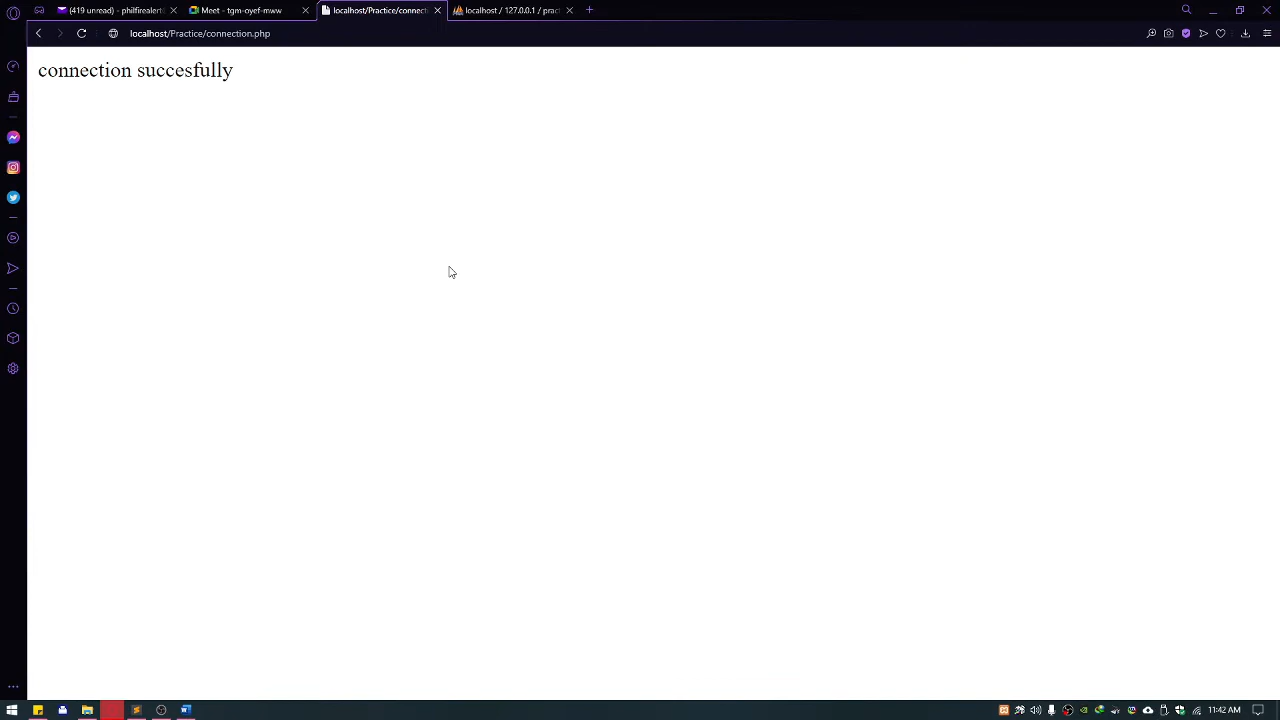 (419 unread) - philfirealert
Meet - tgm-oyef-mww
localhost/Practice/connecti
localhost / 127.0.0.1 / prac
localhost/Practice/connection.php
connection succesfully
11:42 AM